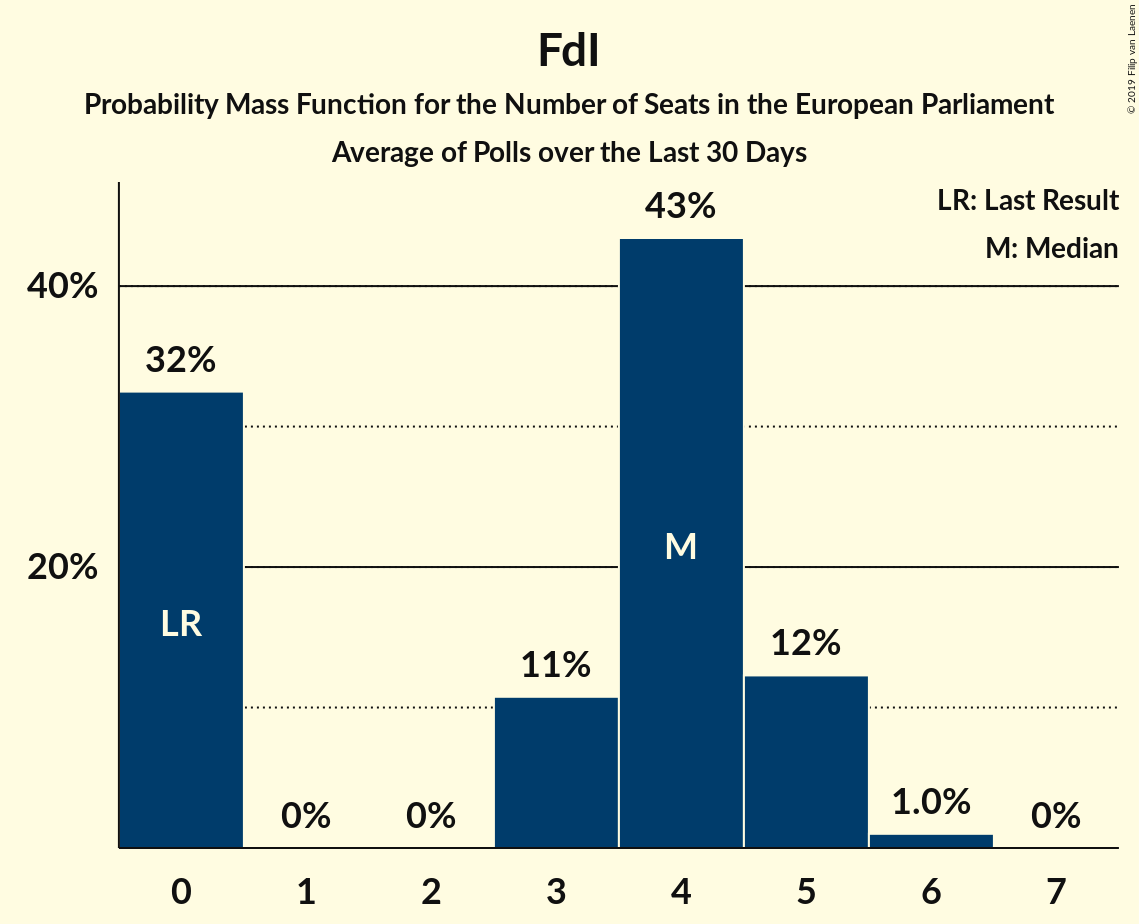 FdI
Probability Mass Function for the Number of Seats in the European Parliament
Average of Polls over the Last 30 Days
© 2019 Filip van Laenen
LR: Last Result
M: Median
43%
40%
32%
M
20%
LR
12%
11%
1.0%
0%
0%
0%
0
1
2
3
4
5
6
7